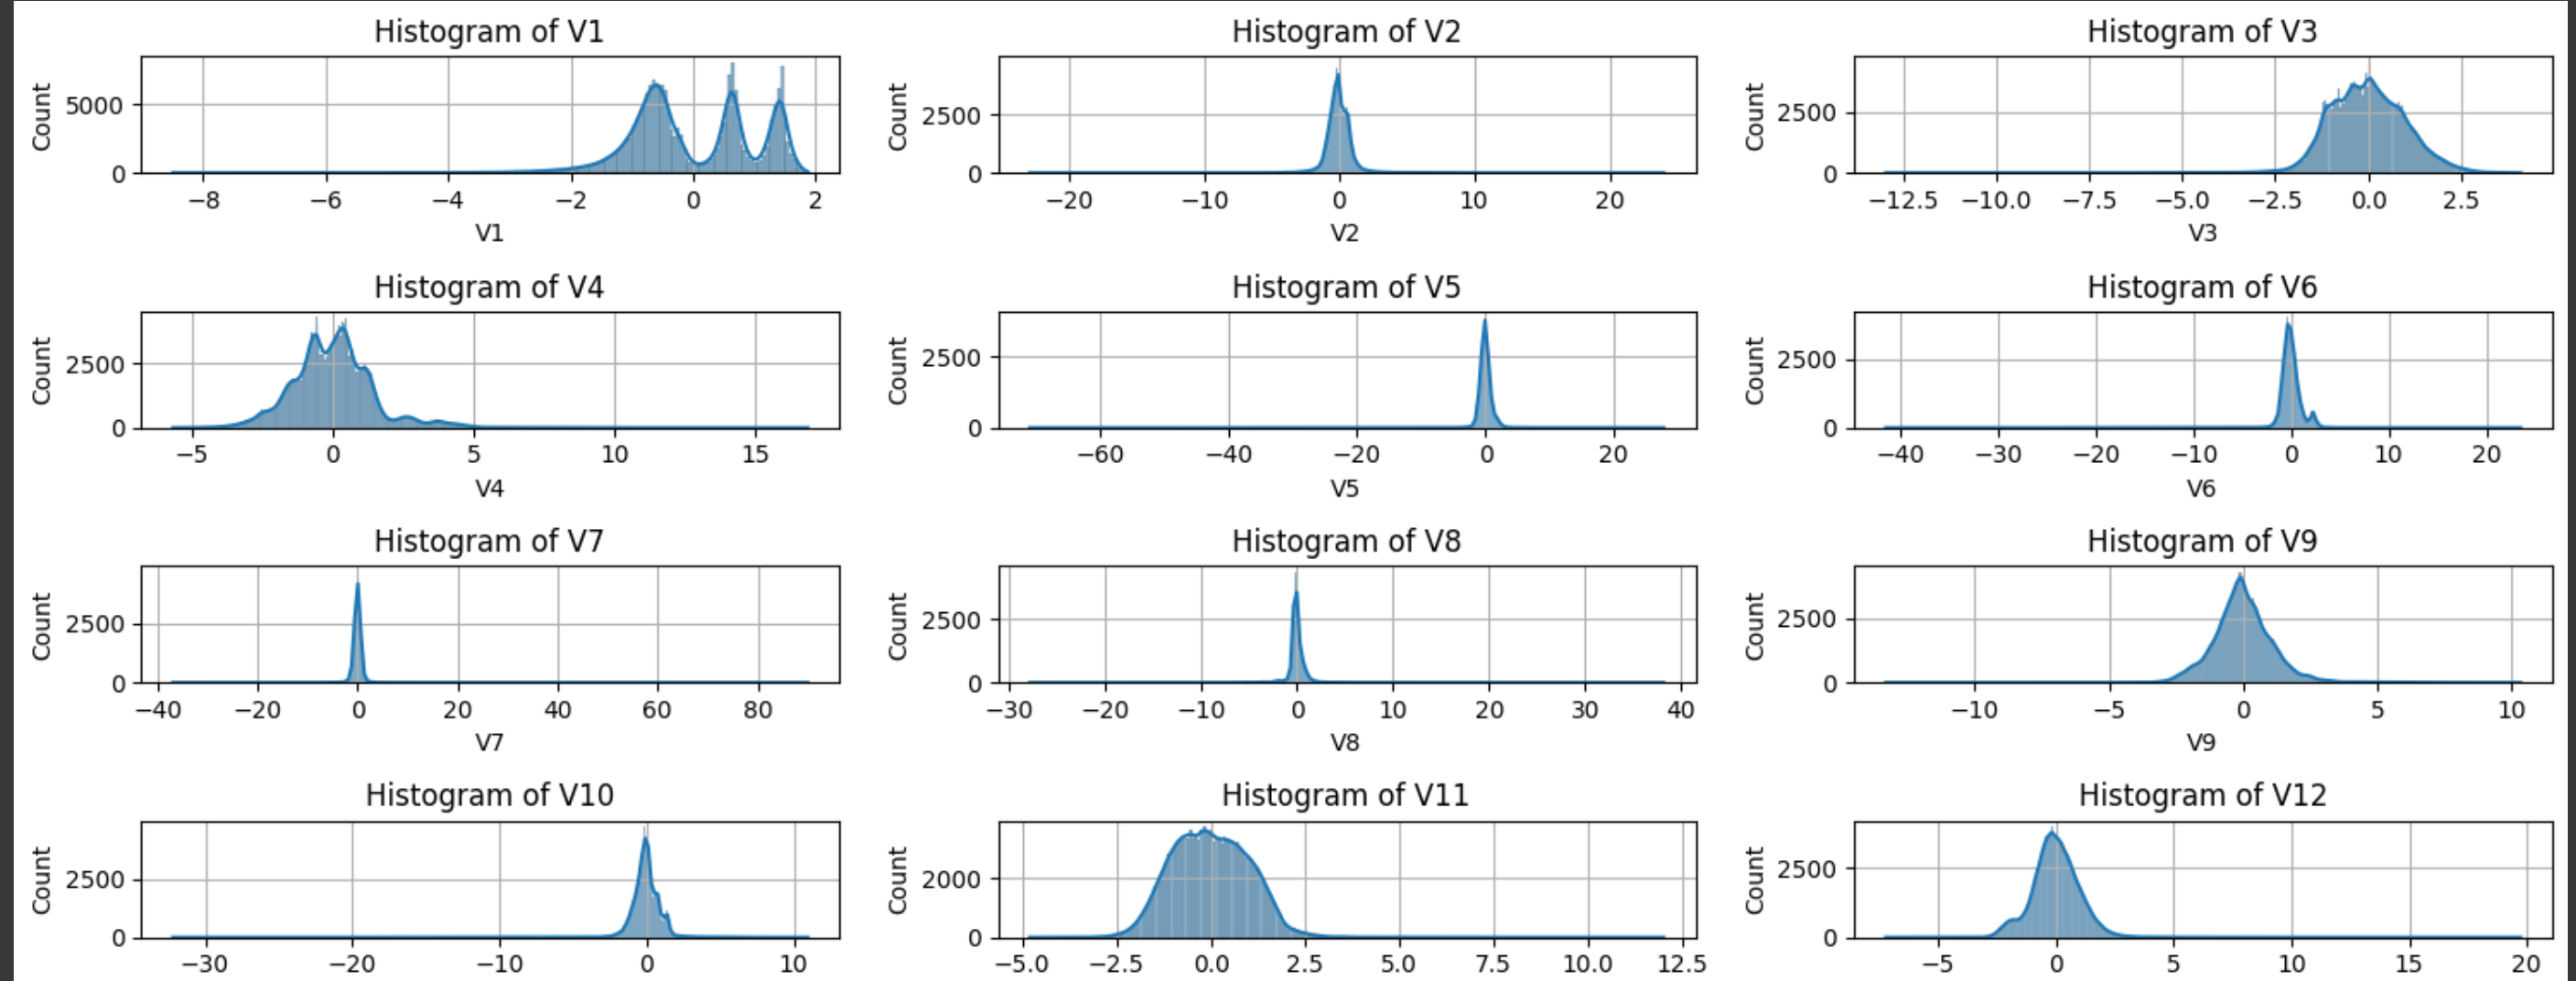 Histogram of V1
Histogram of V2
Histogram of V3
Count
5000
0
−8 −6 −4 −2 0 2
V1
Count
2500
0
−20 −10 0 10 20
V2
Count
2500
0
−12.5 −10.0 −7.5 −5.0 −2.5 0.0 2.5
V3
Histogram of V4
Histogram of V5
Histogram of V6
Count
2500
0
−5 0 5 10 15
V4
Count
2500
0
−60 −40 −20 0 20
V5
Count
2500
0
−40 −30 −20 −10 0 10 20
V6
Histogram of V7
Histogram of V8
Histogram of V9
Count
2500
0
−40 −20 0 20 40 60 80
V7
Count
2500
0
−30 −20 −10 0 10 20 30 40
V8
Count
2500
0
−10 −5 0 5 10
V9
Histogram of V10
Histogram of V11
Histogram of V12
Count
2500
0
−30 −20 −10 0 10
Count
2000
0
−5.0 −2.5 0.0 2.5 5.0 7.5 10.0 12.5
Count
2500
0
−5 0 5 10 15 20